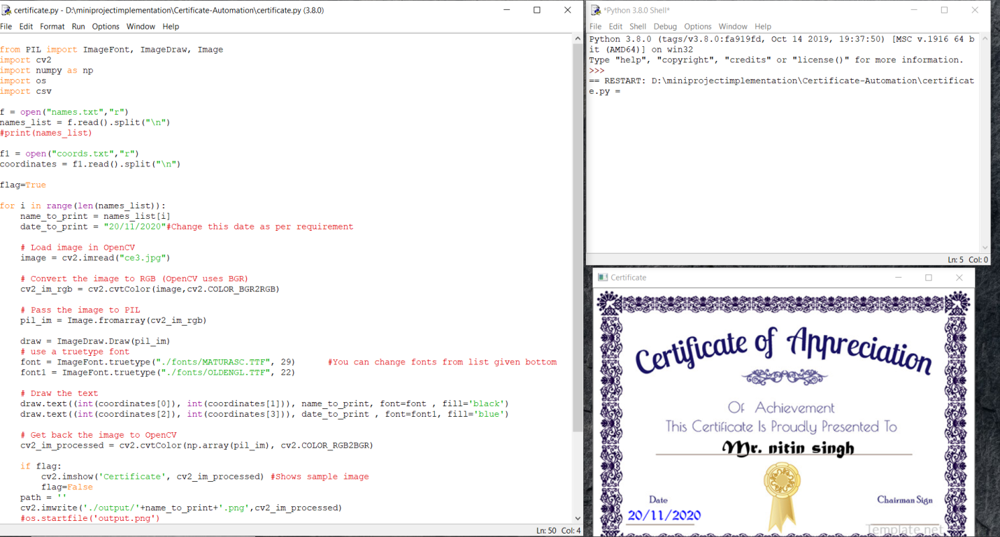 certificate.py - D:\miniprojectimplementation\Certificate-Automation\certificate.py (3.8.0)
File Edit Format Run Options Window Help
from PIL import ImageFont, ImageDraw, Image
import cv2
import numpy as np
import os
import csv
f = open("names.txt","r")
names_list = f.read().split("\n")
#print(names_list)
f1 = open("coords.txt","r")
coordinates = f1.read().split("\n")
flag=True
for i in range(len(names_list)):
    name_to_print = names_list[i]
    date_to_print = "20/11/2020"#Change this date as per requirement
    # Load image in OpenCV
    image = cv2.imread("ce3.jpg")
    # Convert the image to RGB (OpenCV uses BGR)
    cv2_im_rgb = cv2.cvtColor(image,cv2.COLOR_BGR2RGB)
    # Pass the image to PIL
    pil_im = Image.fromarray(cv2_im_rgb)
    draw = ImageDraw.Draw(pil_im)
    # use a truetype font
    font = ImageFont.truetype("./fonts/MATURASC.TTF", 29)      #You can change fonts from list given bottom
    font1 = ImageFont.truetype("./fonts/OLDENGL.TTF", 22)
    # Draw the text
    draw.text((int(coordinates[0]), int(coordinates[1])), name_to_print, font=font , fill='black')
    draw.text((int(coordinates[2]), int(coordinates[3])), date_to_print , font=font1, fill='blue')
    # Get back the image to OpenCV
    cv2_im_processed = cv2.cvtColor(np.array(pil_im), cv2.COLOR_RGB2BGR)
    if flag:
        cv2.imshow('Certificate', cv2_im_processed) #Shows sample image
        flag=False
    path = ''
    cv2.imwrite('./output/'+name_to_print+'.png',cv2_im_processed)
    #os.startfile('output.png')
Ln: 50 Col: 4
*Python 3.8.0 Shell*
File Edit Shell Debug Options Window Help
Python 3.8.0 (tags/v3.8.0:fa919fd, Oct 14 2019, 19:37:50) [MSC v.1916 64 b
it (AMD64)] on win32
Type "help", "copyright", "credits" or "license()" for more information.
>>>
== RESTART: D:\miniprojectimplementation\Certificate-Automation\certificat
e.py =
Ln: 5 Col: 0
Certificate
Certificate of Appreciation
Of Achievement
This Certificate Is Proudly Presented To
Mr. nitin singh
Date
Chairman Sign
20/11/2020
Template.net